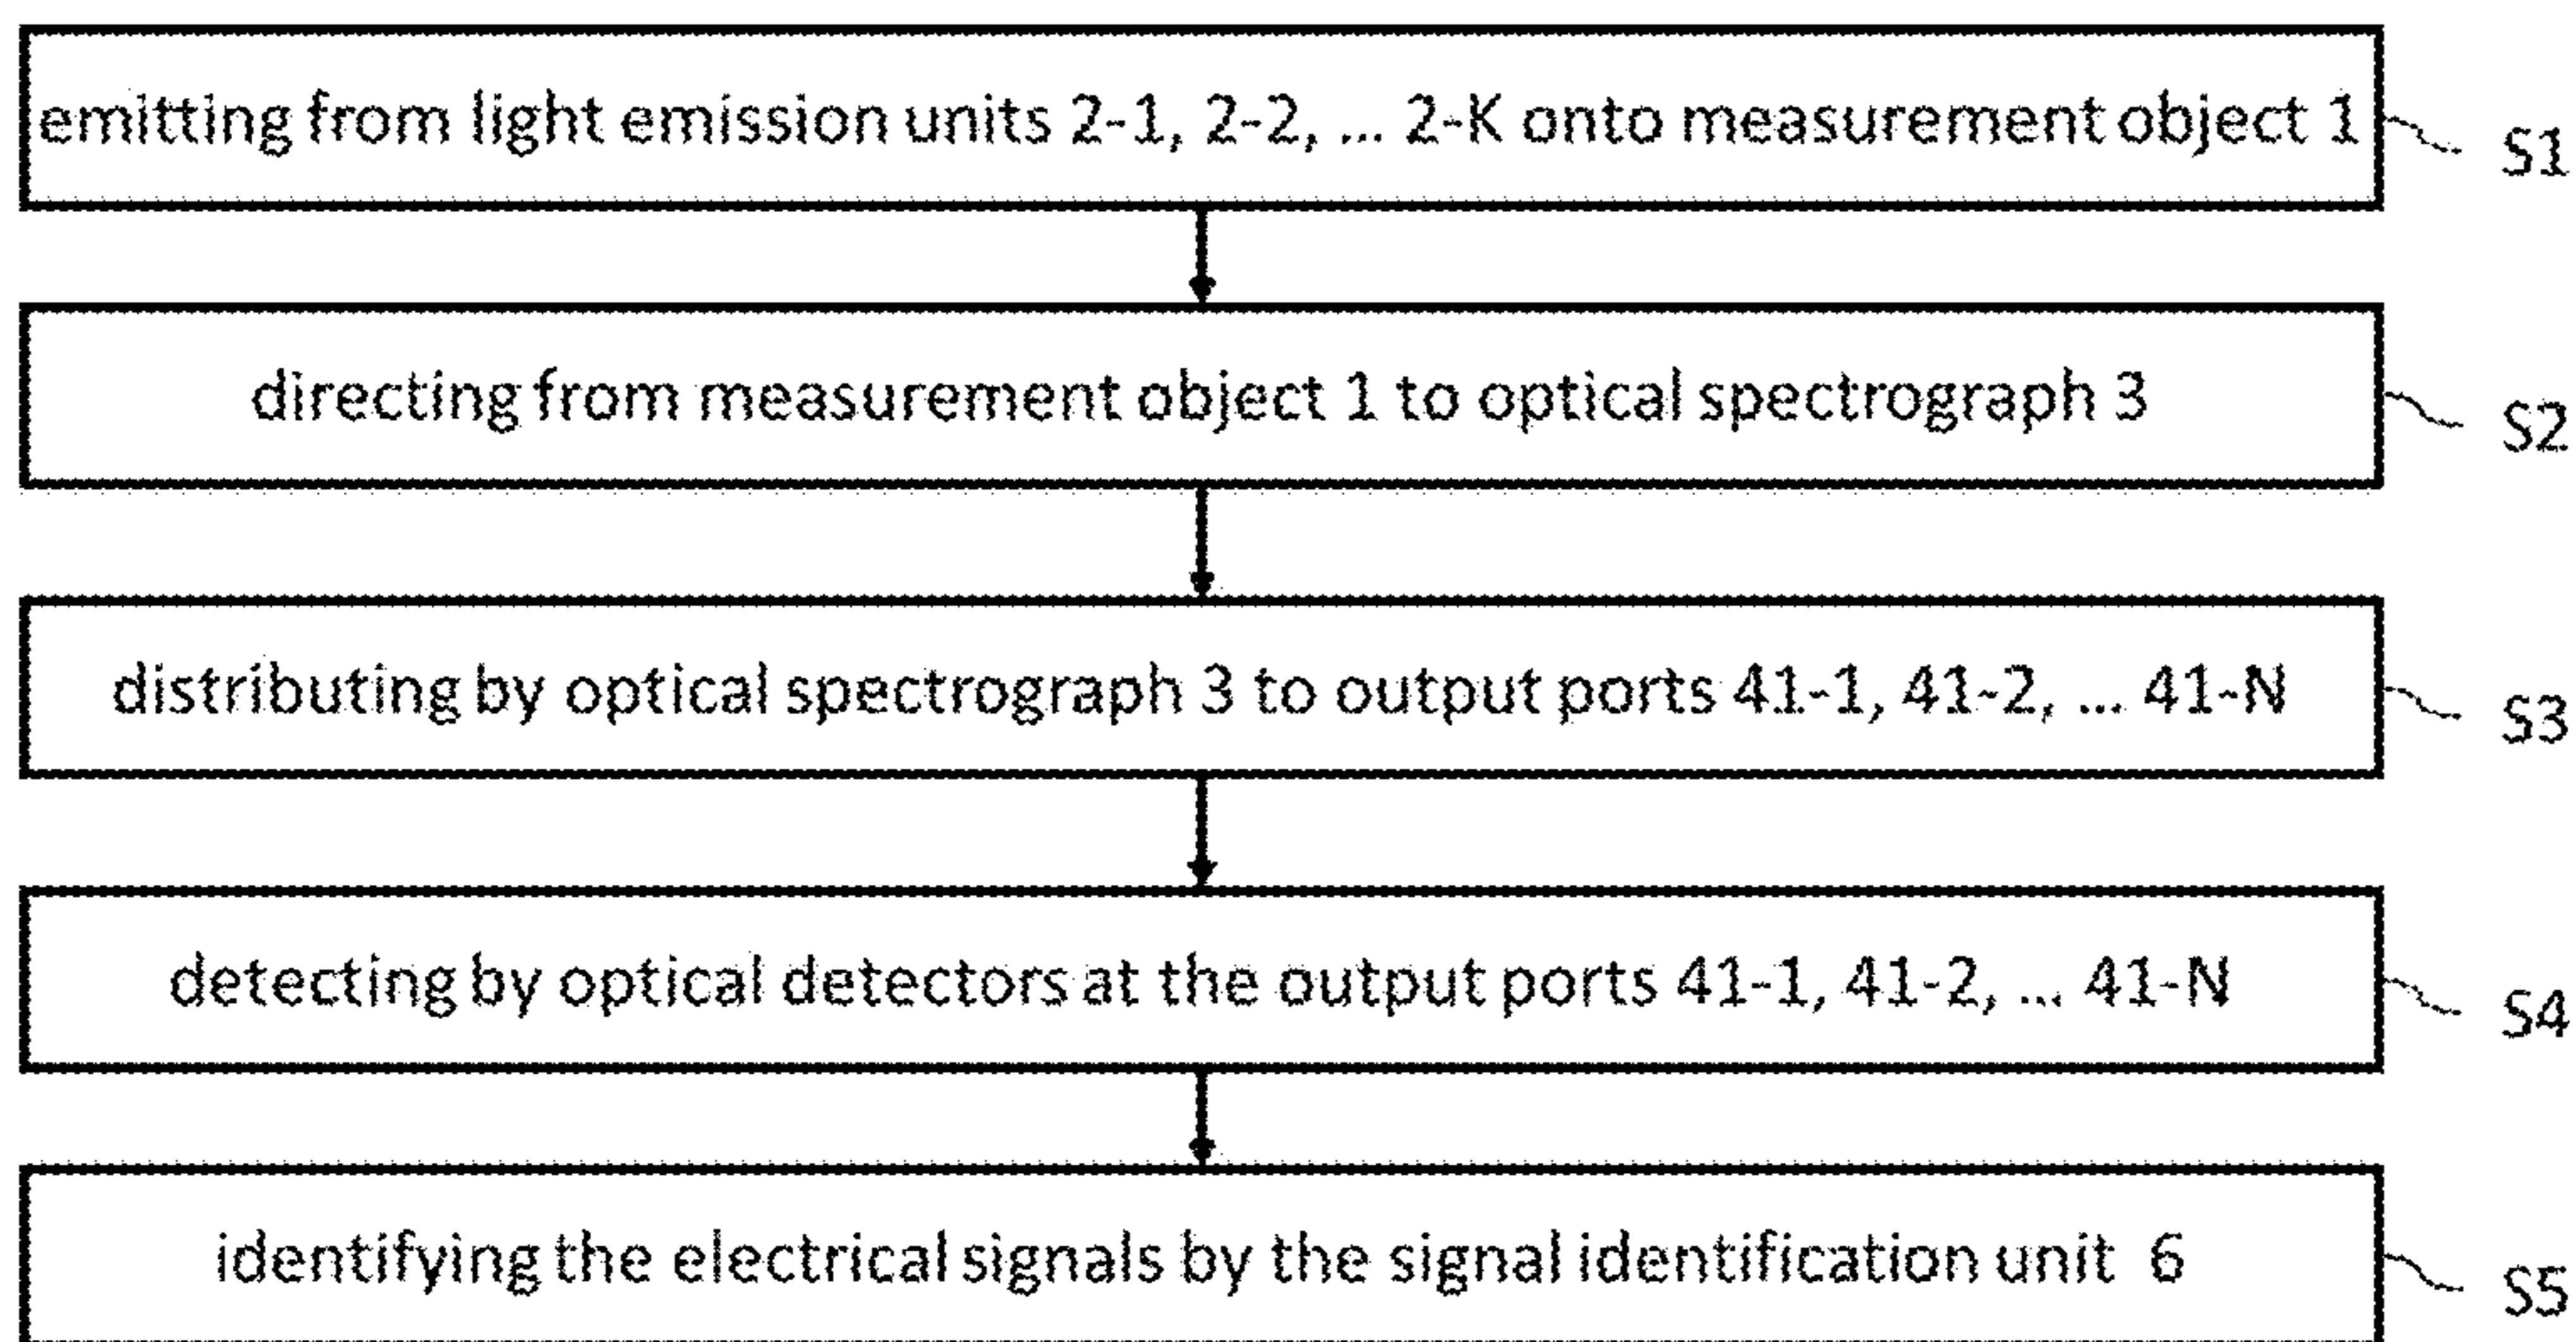 emitting from light emission units 2-1, 2-2, ... 2-K onto measurement object 1
S1
directing from measurement object 1 to optical spectrograph 3
S2
distributing by optical spectrograph 3 to output ports 41-1, 41-2, ... 41-N
S3
detecting by optical detectors at the output ports 41-1, 41-2, ... 41-N
S4
identifying the electrical signals by the signal identification unit 6
S5